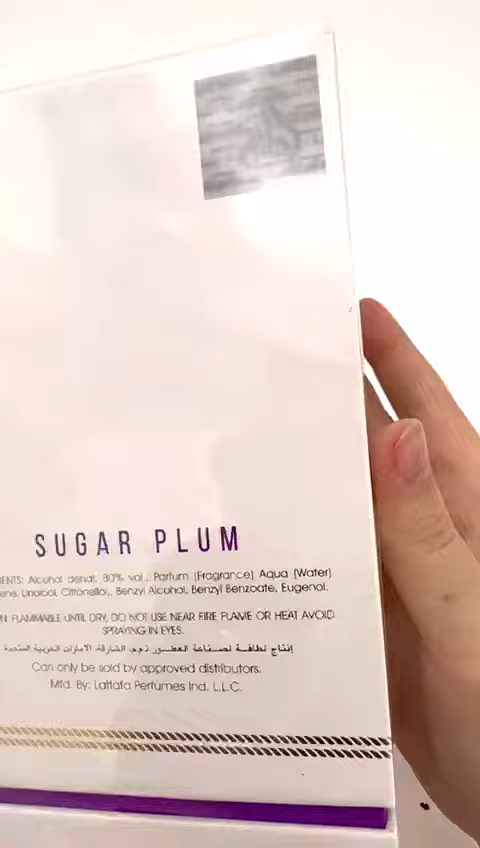 SUGAR PLUM
ENTS: Alcohol denat. 80% vol., Parfum (Fragrance) Aqua (Water)
ene, Linalool, Citronellol,, Benzyl Alcohol, Benzyl Benzoate, Eugenol.
N: FLAMMABLE UNTIL DRY, DO NOT USE NEAR FIRE FLAME OR HEAT AVOID
SPRAYING IN EYES.
إنتاج لطافة لصناعة العطور ذ.م.م. الشارقة، الامارات العربية المتحدة
Can only be sold by approved distributors.
Mfd. By: Lattafa Perfumes Ind. L.L.C.